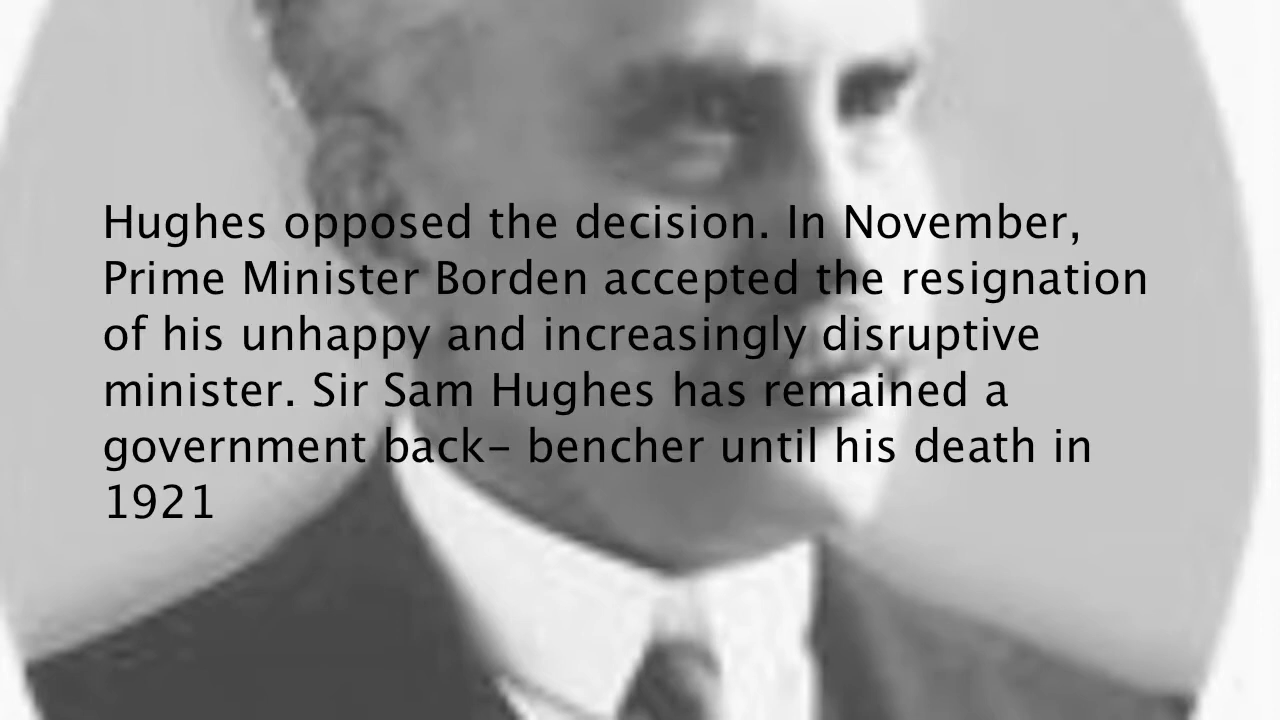 Hughes opposed the decision. In November,
Prime Minister Borden accepted the resignation
of his unhappy and increasingly disruptive
minister. Sir Sam Hughes has remained a
government back- bencher until his death in
1921